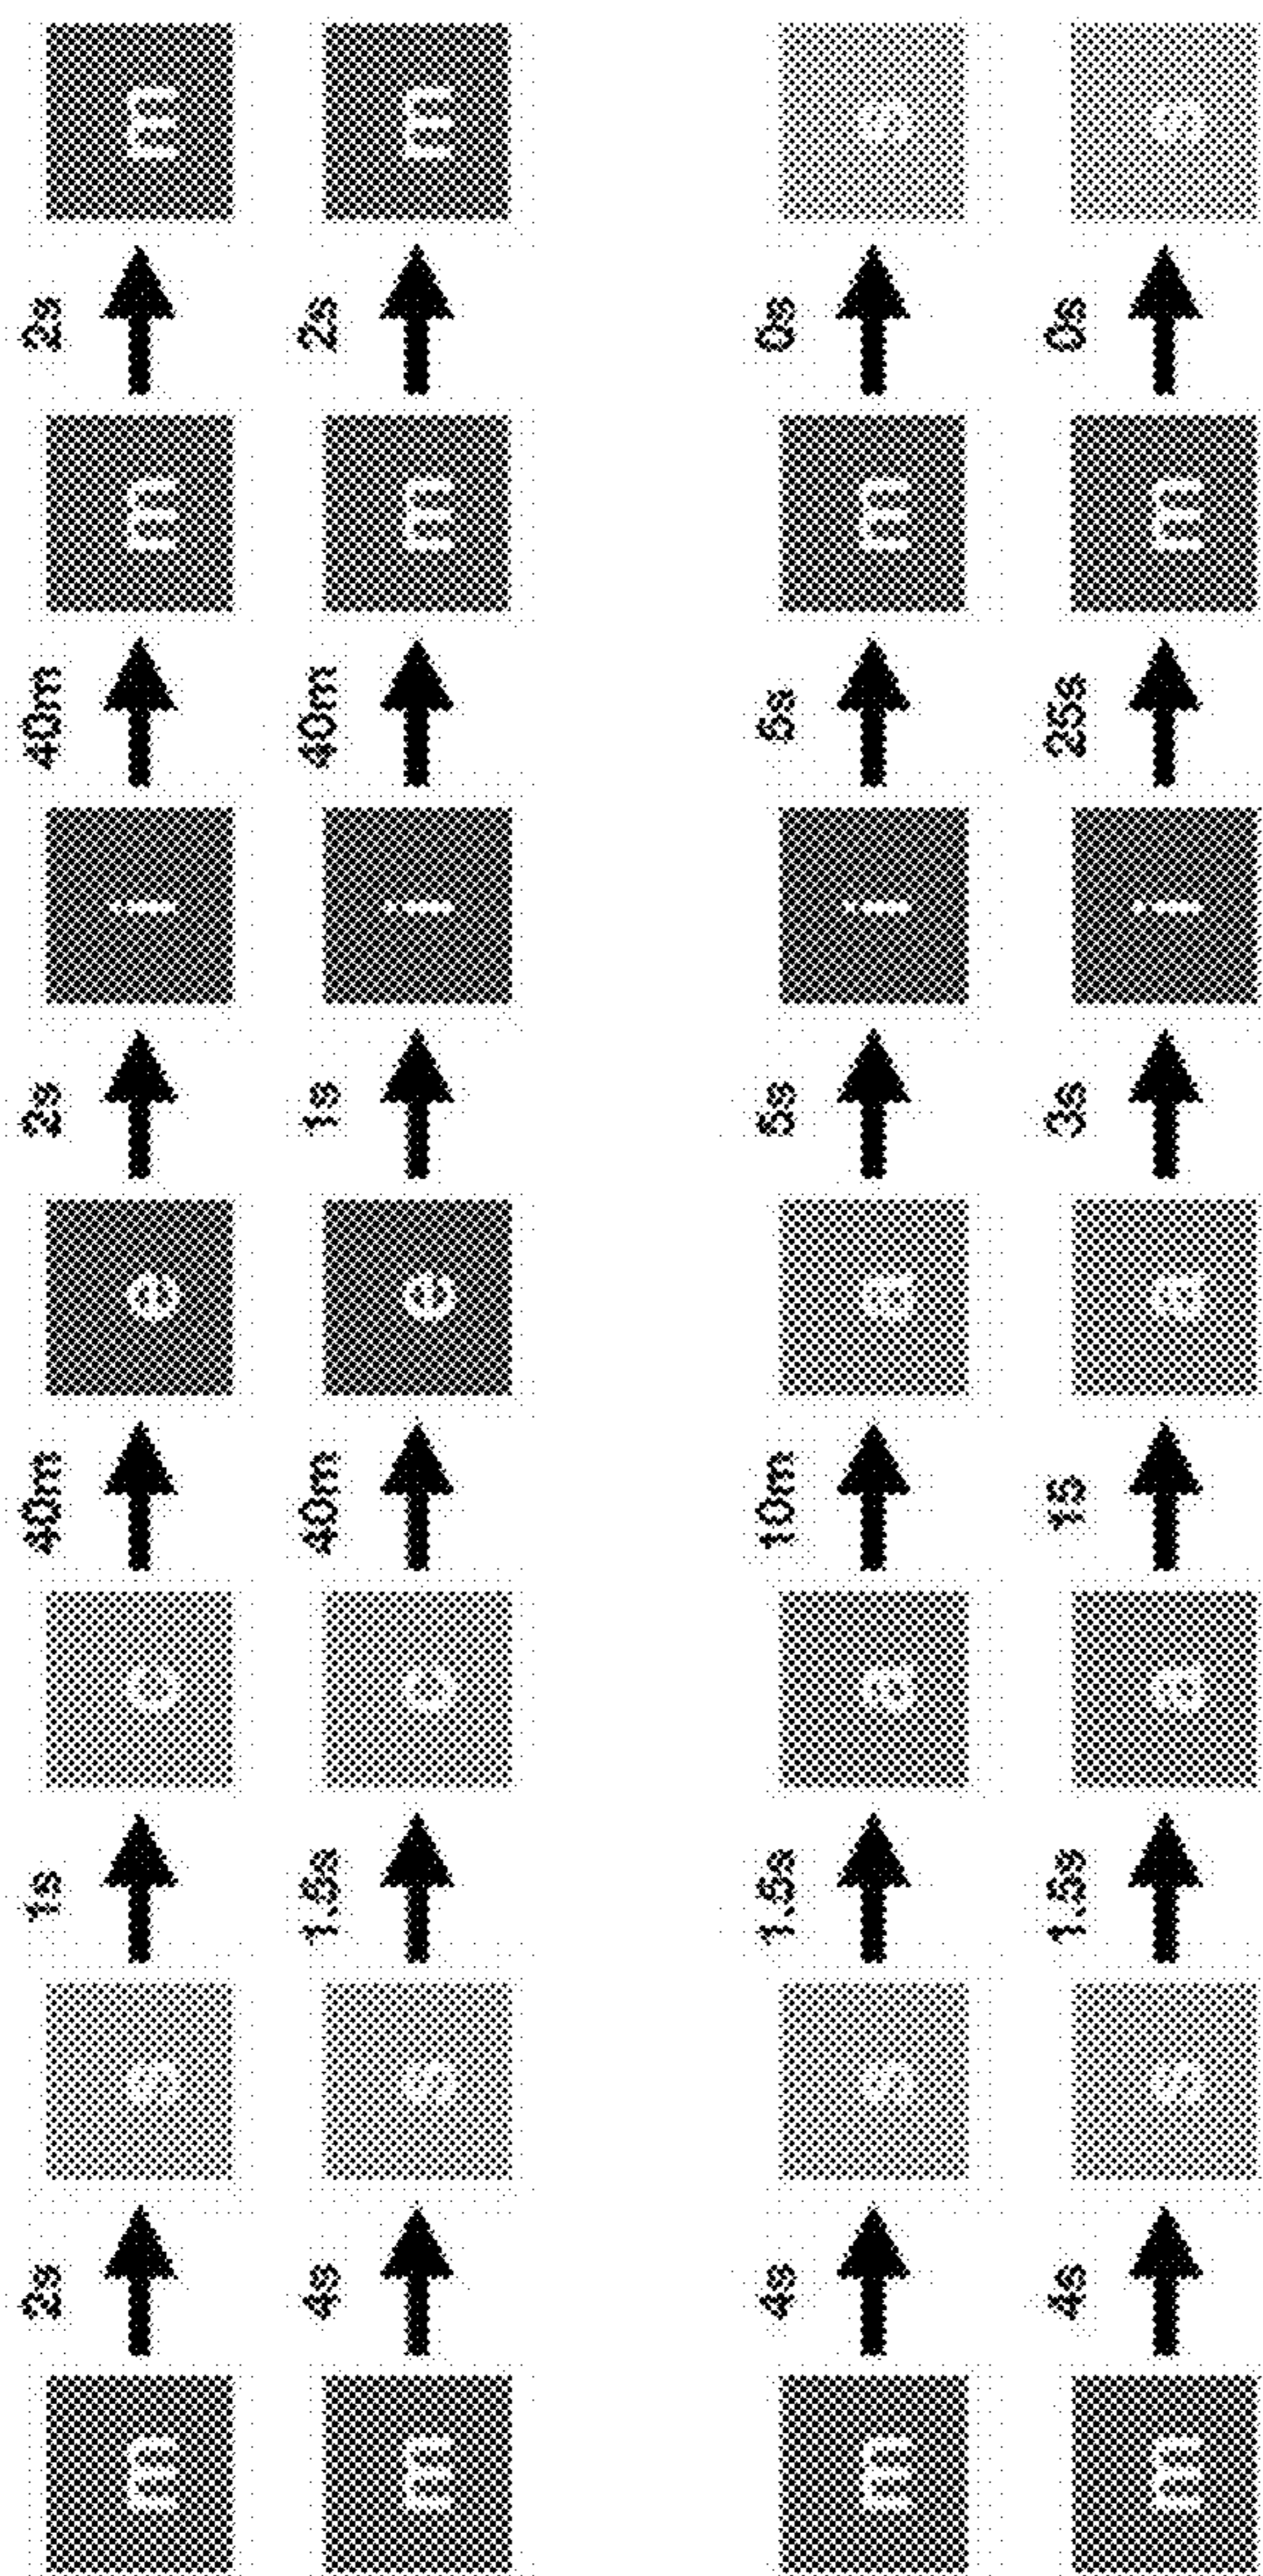 2s 1s 40m 2s 40m 2s
m s c e i m m
4s 1.5s 40m 1s 40m 2s
m s c e i m m
4s 1.5s 10m 5s 5s 0s
m s a a i m s
4s 1.5s 1s 3s 25s 0s
m s a a i m s